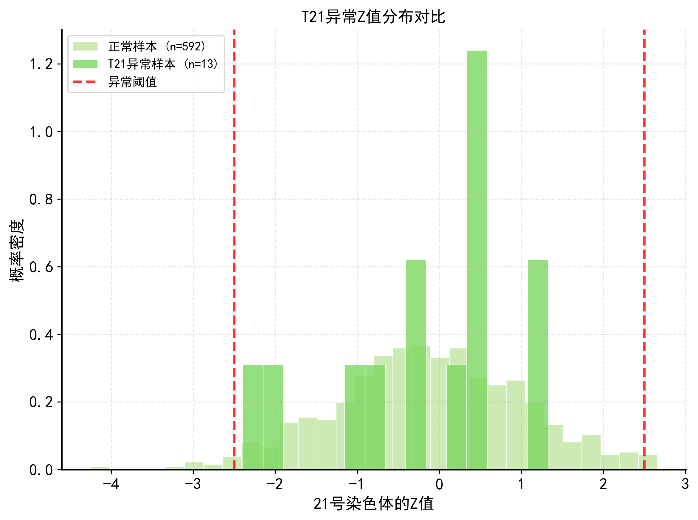 T21异常Z值分布对比
正常样本 (n=592)
T21异常样本 (n=13)
异常阈值
概率密度
1.2
1.0
0.8
0.6
0.4
0.2
0.0
−4 −3 −2 −1 0 1 2 3
21号染色体的Z值